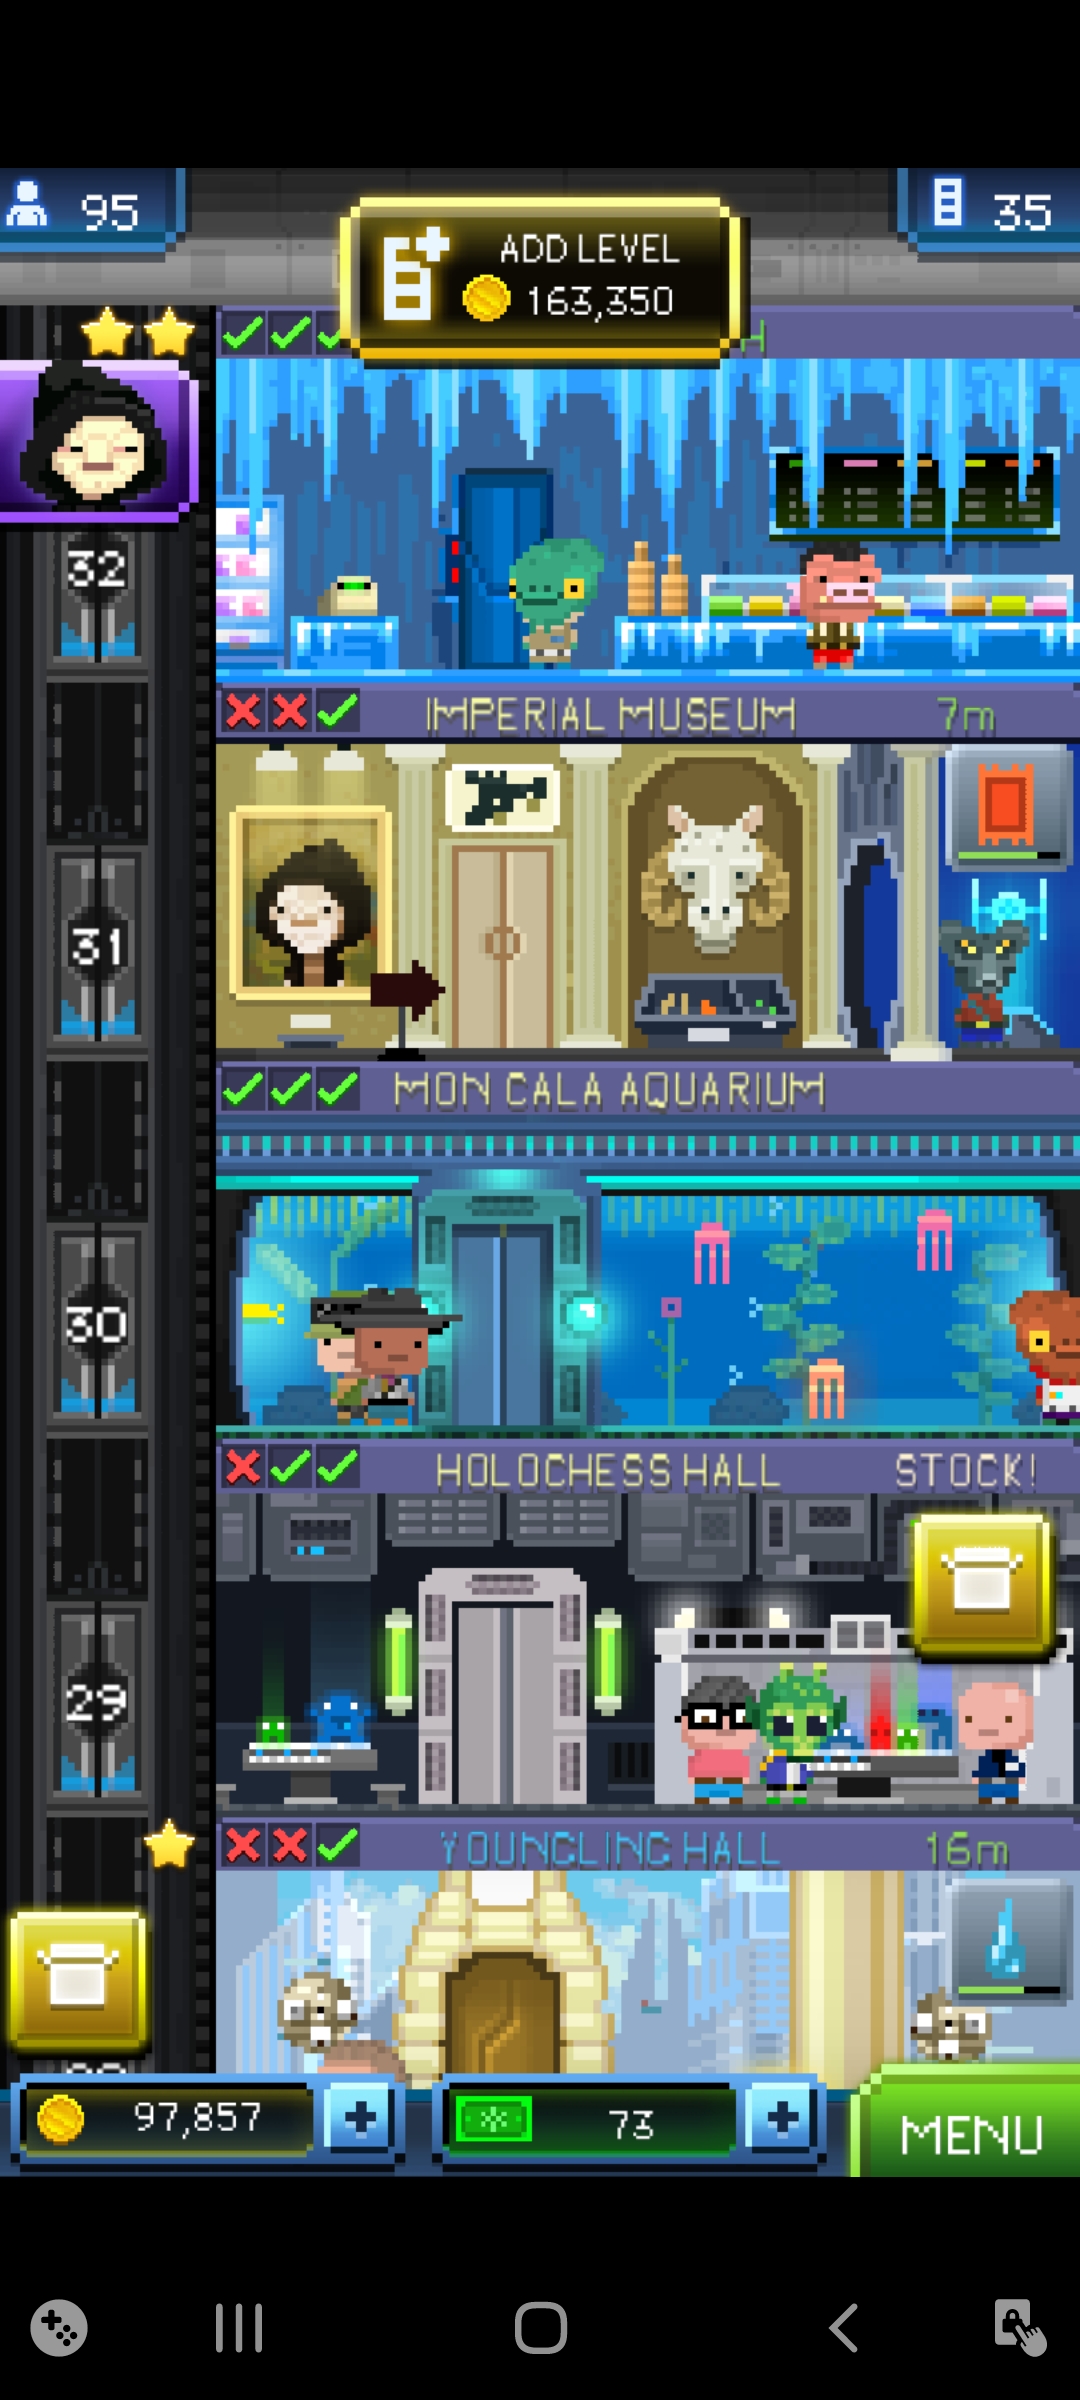 95
35
ADD LEVEL
163,350
H
32
IMPERIAL MUSEUM 7m
31
MON CALA AQUARIUM
30
HOLOCHESS HALL STOCK!
29
YOUNGLING HALL 16m
97,857
73
MENU